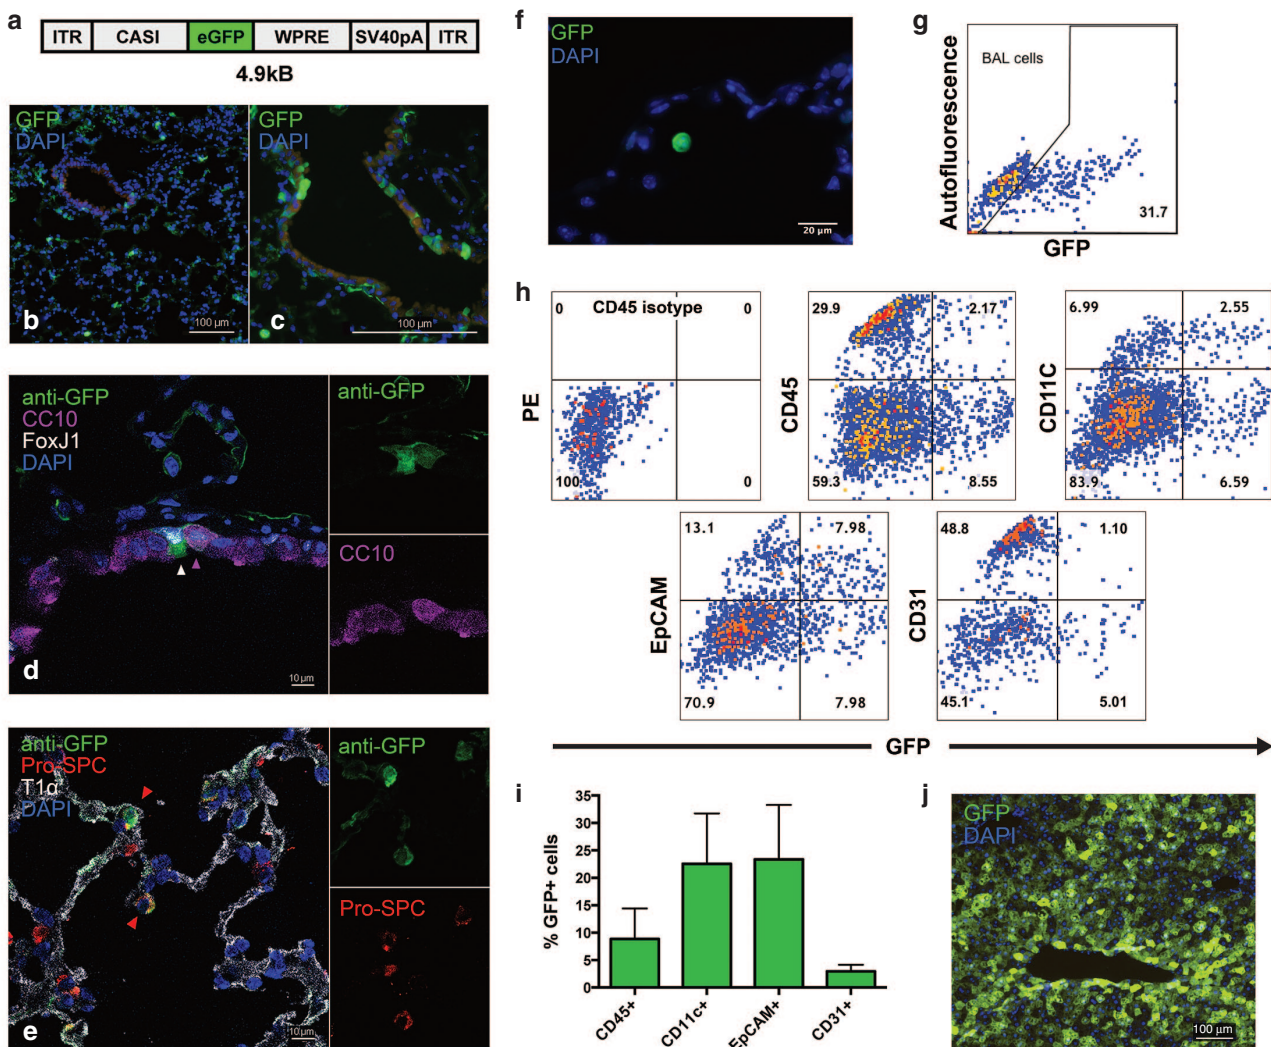 a
ITR CASI eGFP WPRE SV40pA ITR
4.9kB
GFP
DAPI
b
100 µm
GFP
DAPI
c
100 µm
anti-GFP
CC10
FoxJ1
DAPI
d
10 µm
anti-GFP
CC10
anti-GFP
Pro-SPC
T1α
DAPI
e
10 µm
anti-GFP
Pro-SPC
f
GFP
DAPI
20 µm
g
Autofluorescence
BAL cells
31.7
GFP
h
PE
0 CD45 isotype 0
100 0
CD45
29.9 2.17
59.3 8.55
CD11C
6.99 2.55
83.9 6.59
EpCAM
13.1 7.98
70.9 7.98
CD31
48.8 1.10
45.1 5.01
GFP
i
% GFP+ cells
35
30
25
20
15
10
5
0
CD45+
CD11c+
EpCAM+
CD31+
j
GFP
DAPI
100 µm